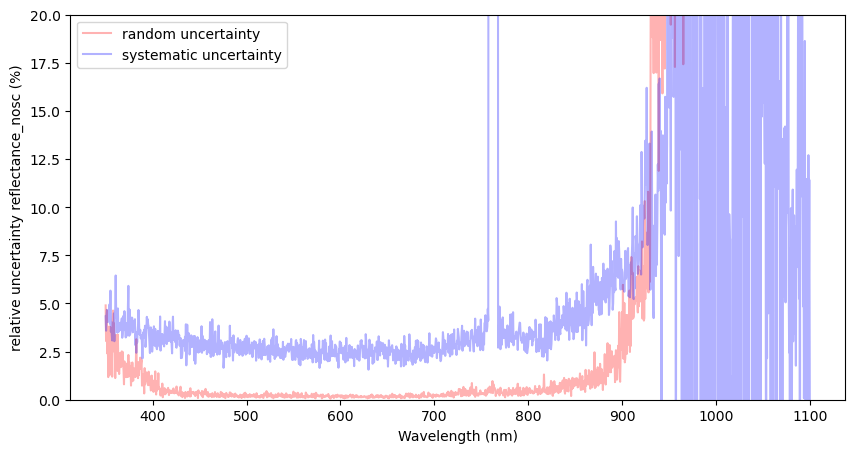 20.0
17.5
15.0
12.5
10.0
7.5
5.0
2.5
0.0
relative uncertainty reflectance_nosc (%)
random uncertainty
systematic uncertainty
400 500 600 700 800 900 1000 1100
Wavelength (nm)